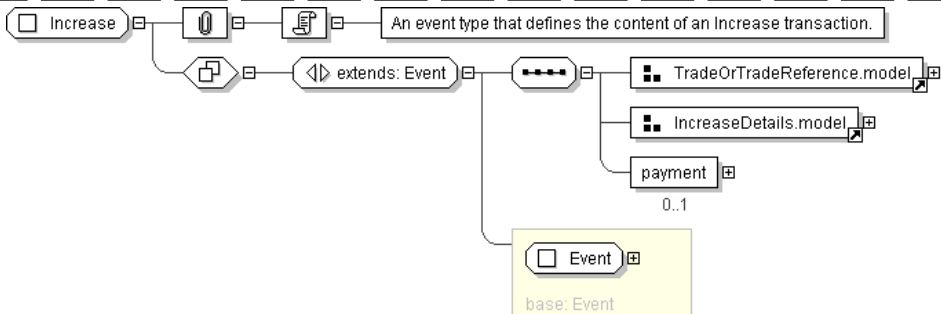 Increase
An event type that defines the content of an Increase transaction.
extends: Event
TradeOrTradeReference.model
IncreaseDetails.model
payment
0..1
Event
base: Event